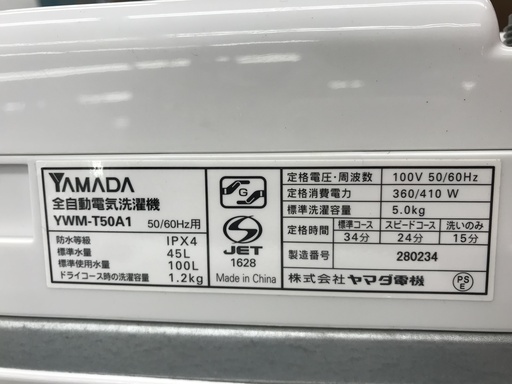 YAMADA
全自動電気洗濯機
YWM-T50A1 50/60Hz用
防水等級 IPX4
標準水量 45L
標準使用水量 100L
ドライコース時の洗濯容量 1.2kg
G
S
JET
1628
Made in China
定格電圧・周波数 100V 50/60Hz
定格消費電力 360/410 W
標準洗濯容量 5.0kg
定格時間 標準コース スピードコース 洗いのみ
34分 24分 15分
製造番号 280234
株式会社ヤマダ電機 PSE